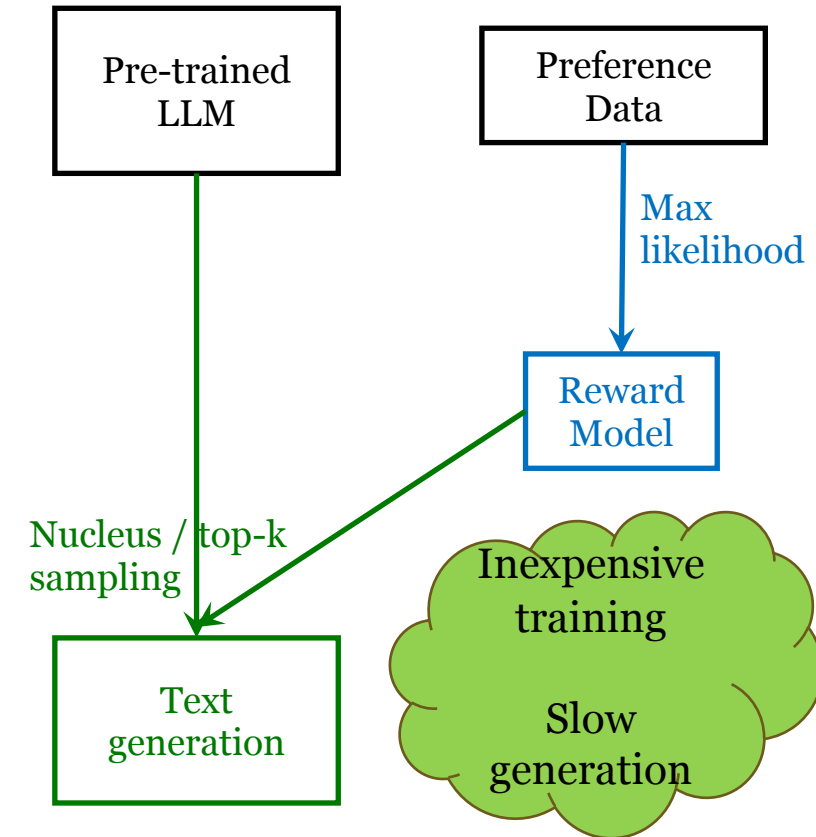 Pre-trained
LLM
Preference
Data
Max
likelihood
Reward
Model
Nucleus / top-k
sampling
Inexpensive
training
Slow
generation
Text
generation